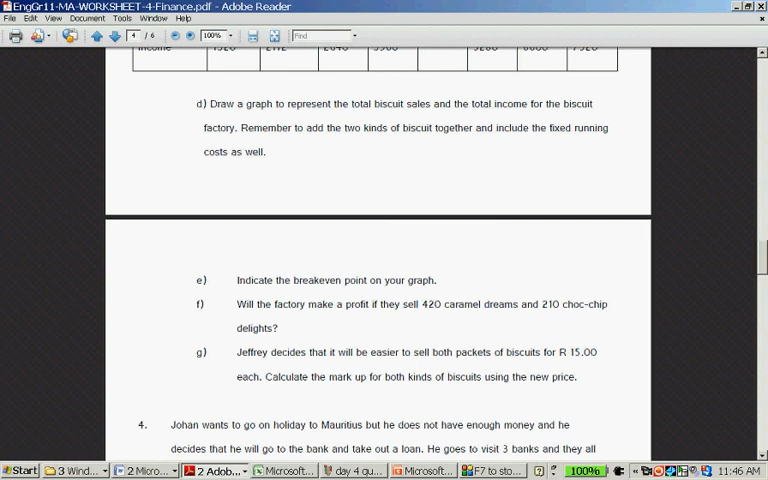 EngGr11-MA-WORKSHEET-4-Finance.pdf - Adobe Reader
File Edit View Document Tools Window Help
4 / 6 100% Find
Income 1320 2112 2640 3960 5280 6600 7920
d) Draw a graph to represent the total biscuit sales and the total income for the biscuit
factory. Remember to add the two kinds of biscuit together and include the fixed running
costs as well.
e) Indicate the breakeven point on your graph.
f) Will the factory make a profit if they sell 420 caramel dreams and 210 choc-chip
delights?
g) Jeffrey decides that it will be easier to sell both packets of biscuits for R 15.00
each. Calculate the mark up for both kinds of biscuits using the new price.
4. Johan wants to go on holiday to Mauritius but he does not have enough money and he
decides that he will go to the bank and take out a loan. He goes to visit 3 banks and they all
Start 3 Wind... 2 Micro... 2 Adob... Microsoft... day 4 qu... Microsoft... F7 to sto... 100% « 11:46 AM